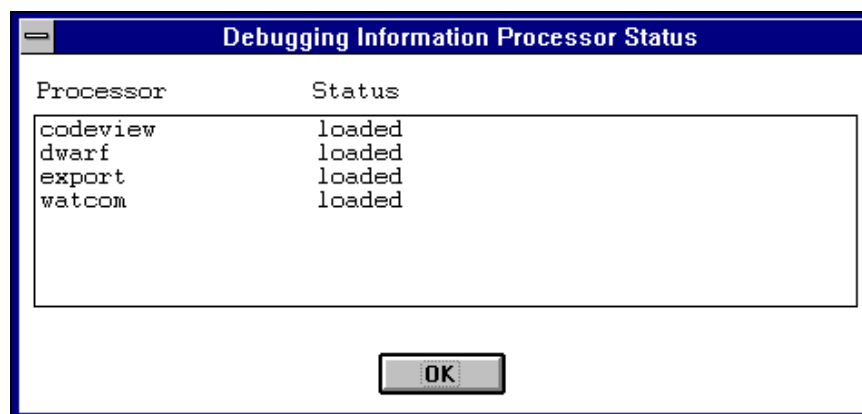 Debugging Information Processor Status
Processor Status
codeview loaded
dwarf loaded
export loaded
watcom loaded
OK